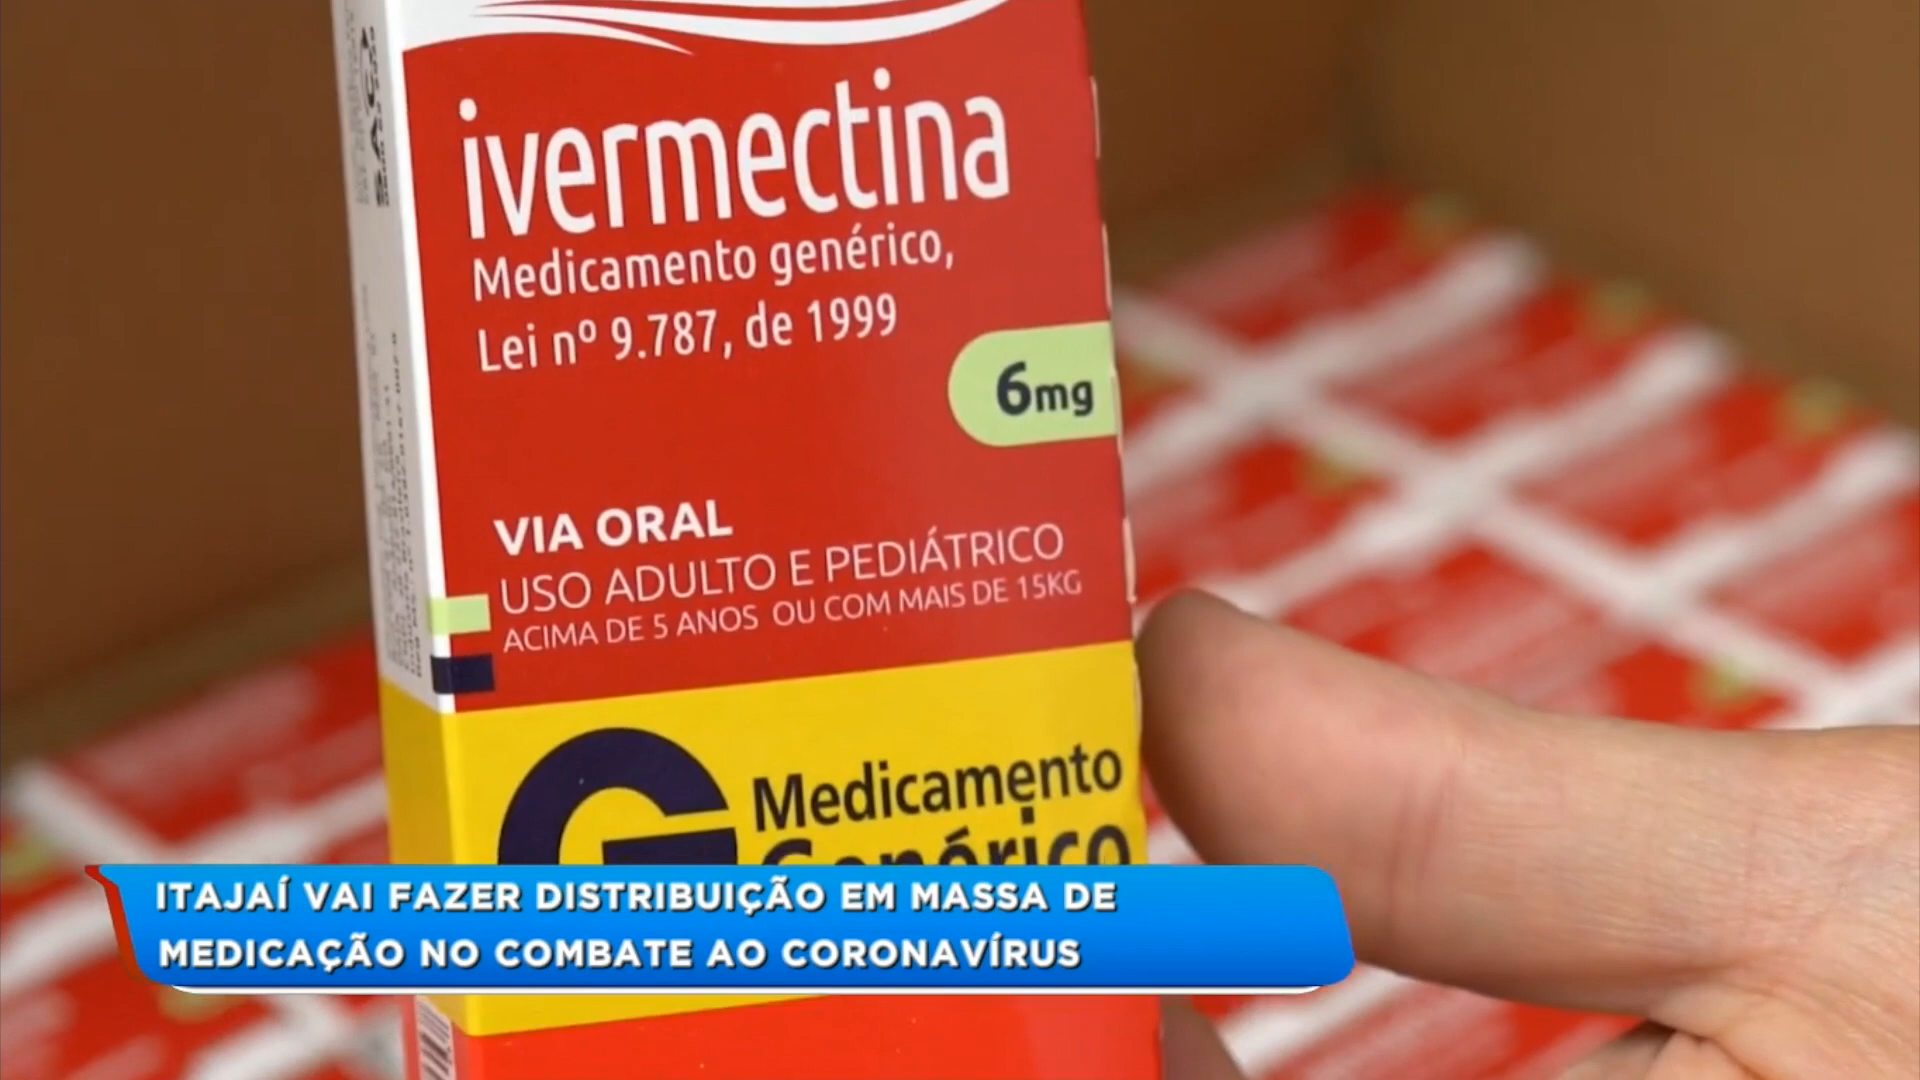 ivermectina
Medicamento genérico,
Lei nº 9.787, de 1999
6mg
VIA ORAL
USO ADULTO E PEDIÁTRICO
ACIMA DE 5 ANOS OU COM MAIS DE 15KG
G
Medicamento
Genérico
ITAJAÍ VAI FAZER DISTRIBUIÇÃO EM MASSA DE
MEDICAÇÃO NO COMBATE AO CORONAVÍRUS